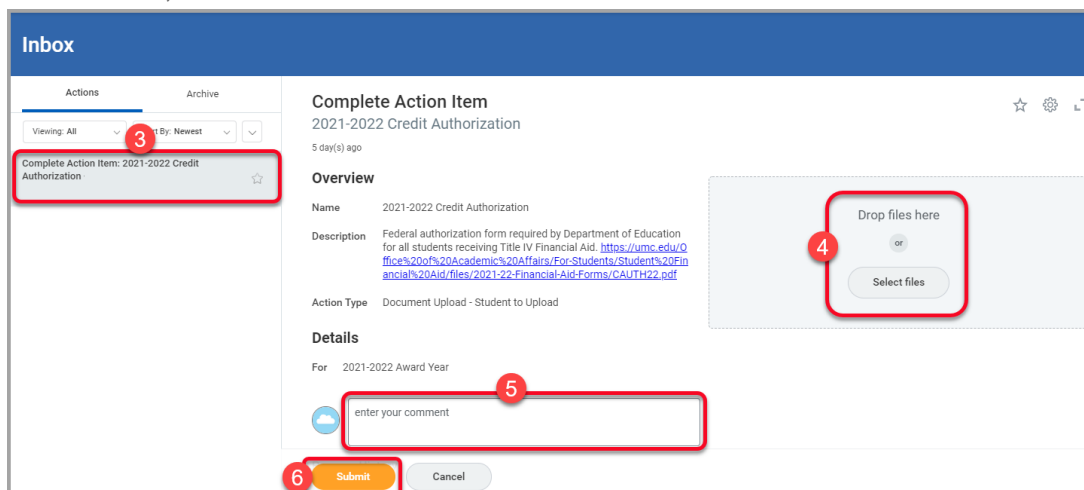 Inbox
Actions
Archive
Viewing: All
By: Newest
3
Complete Action Item: 2021-2022 Credit
Authorization
Complete Action Item
2021-2022 Credit Authorization
5 day(s) ago
Overview
Name 2021-2022 Credit Authorization
Description Federal authorization form required by Department of Education
for all students receiving Title IV Financial Aid. https://umc.edu/O
ffice%20of%20Academic%20Affairs/For-Students/Student%20Fin
ancial%20Aid/files/2021-22-Financial-Aid-Forms/CAUTH22.pdf
Action Type Document Upload - Student to Upload
Drop files here
4
or
Select files
Details
For 2021-2022 Award Year
5
enter your comment
6
Submit
Cancel